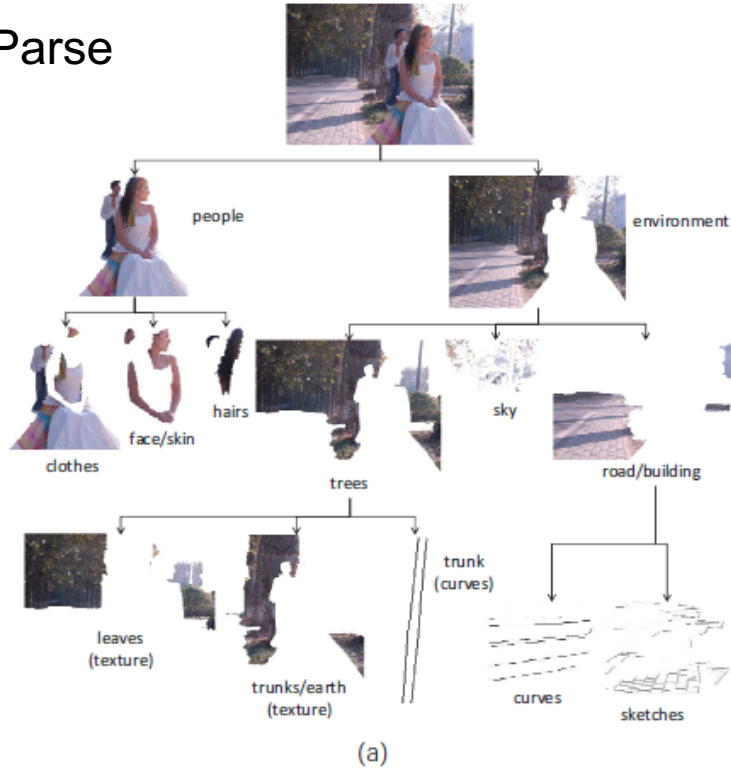 Parse
people
environment
hairs
face/skin
clothes
sky
road/building
trees
trunk
(curves)
leaves
(texture)
trunks/earth
(texture)
curves
sketches
(a)